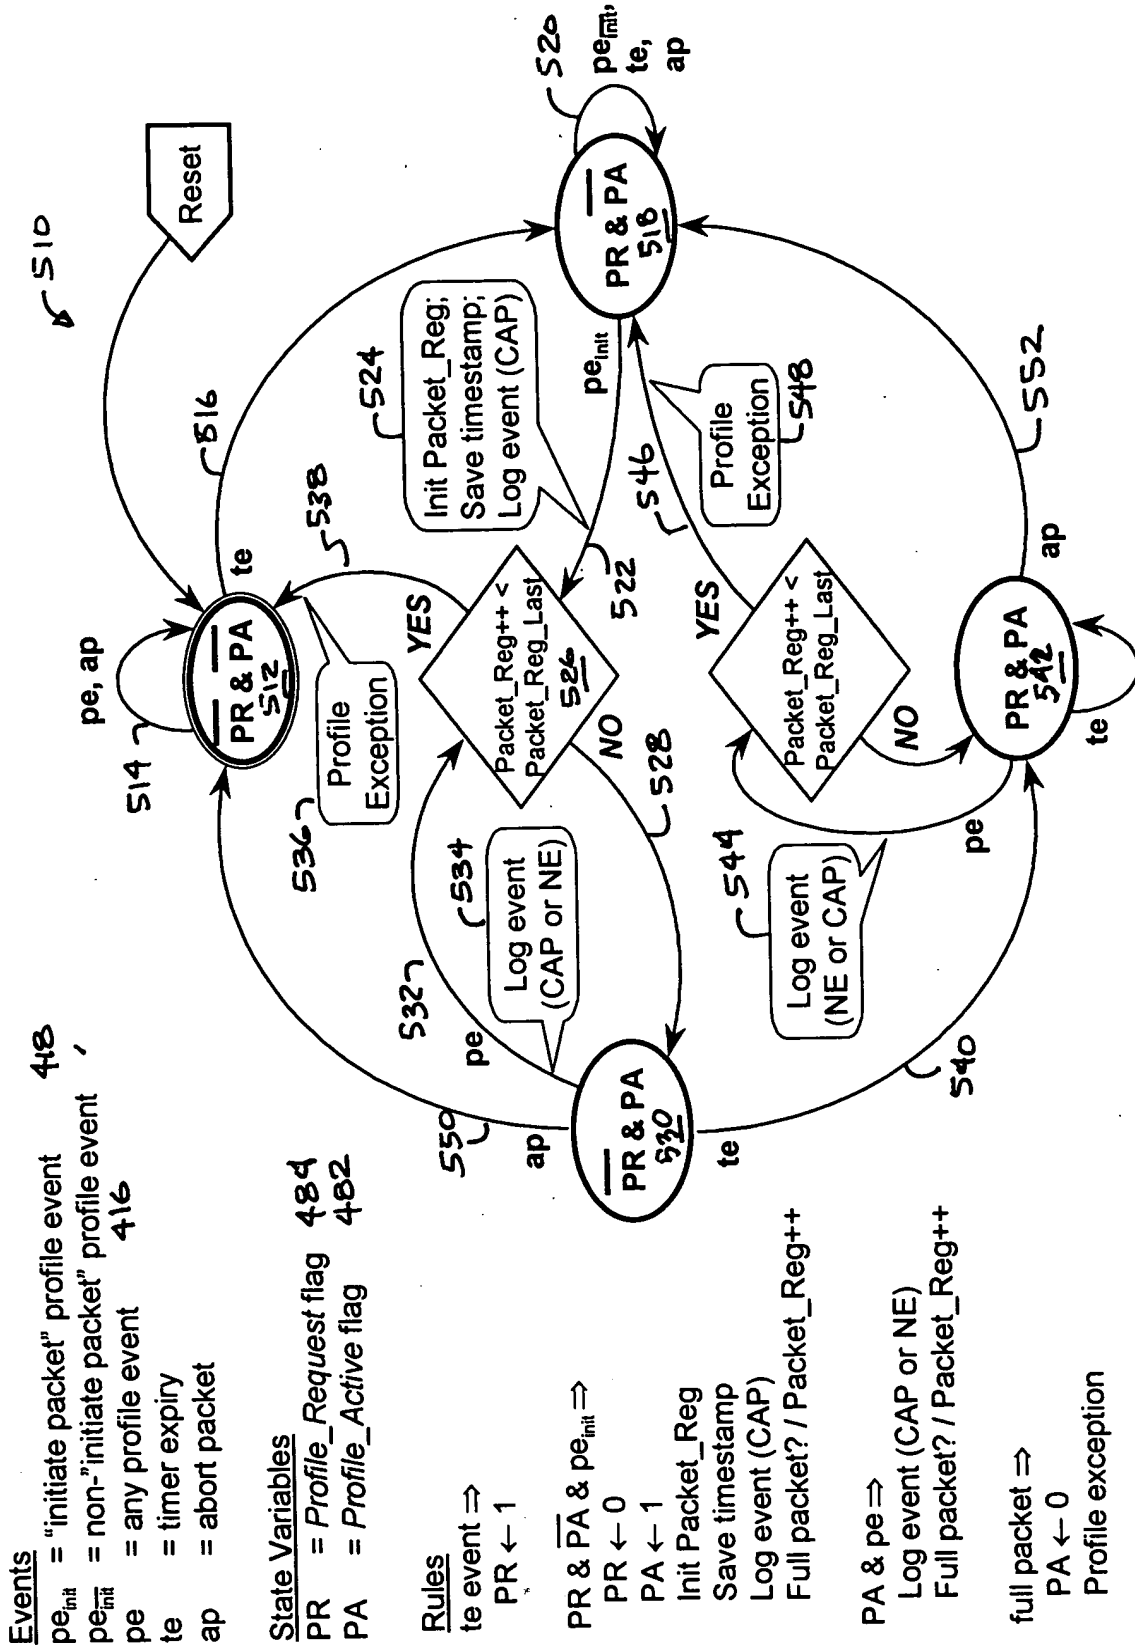 Events
pe_init = "initiate packet" profile event 418
pe_i̅n̅i̅t̅ = non-"initiate packet" profile event
pe = any profile event 416
te = timer expiry
ap = abort packet
State Variables
PR = Profile_Request flag 484
PA = Profile_Active flag 482
Rules
te event ⇒
PR ← 1
PR & P̅A̅ & pe_init ⇒
PR ← 0
PA ← 1
Init Packet_Reg
Save timestamp
Log event (CAP)
Full packet? / Packet_Reg++
PA & pe ⇒
Log event (CAP or NE)
Full packet? / Packet_Reg++
full packet ⇒
PA ← 0
Profile exception
510
Reset
pe, ap
514
P̅R̅ & P̅A̅
512
te
516
538
536
Profile
Exception
550
ap
532
pe
534
Log event
(CAP or NE)
P̅R̅ & PA
530
te
YES
Packet_Reg++ <
Packet_Reg_Last
526
NO
528
524
Init Packet_Reg;
Save timestamp;
Log event (CAP)
522
pe_init
PR & P̅A̅
518
520
pe_i̅n̅i̅t̅,
te,
ap
546
Profile
Exception
548
YES
Packet_Reg++ <
Packet_Reg_Last
NO
544
Log event
(NE or CAP)
pe
540
PR & PA
542
te
ap
552